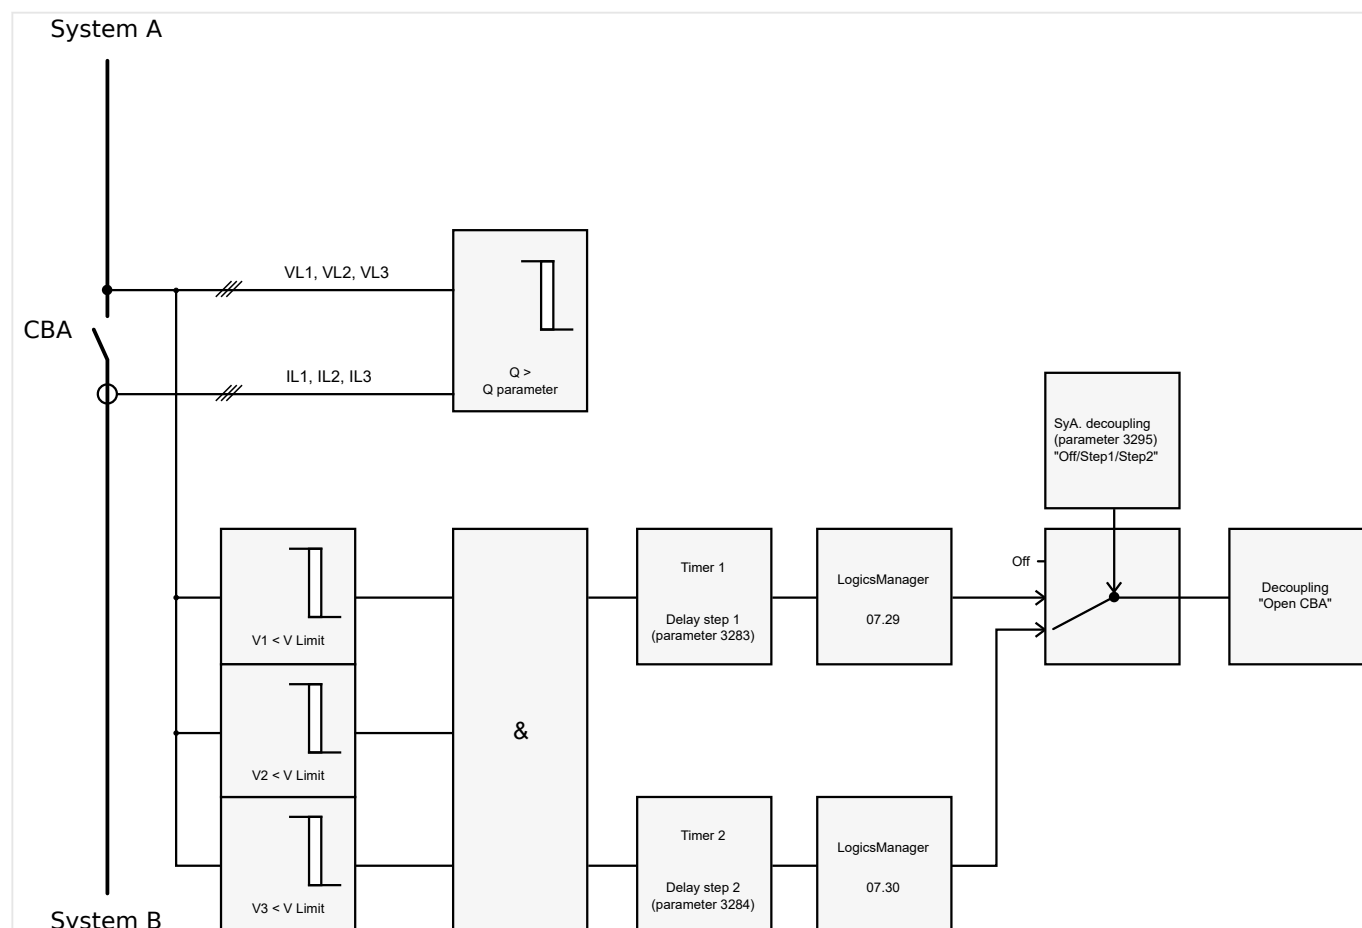 System A
VL1, VL2, VL3
CBA
IL1, IL2, IL3
Q >
Q parameter
SyA. decoupling
(parameter 3295)
"Off/Step1/Step2"
V1 < V Limit
V2 < V Limit
V3 < V Limit
&
Timer 1
Delay step 1
(parameter 3283)
LogicsManager
07.29
Off
Decoupling
"Open CBA"
Timer 2
Delay step 2
(parameter 3284)
LogicsManager
07.30
System B